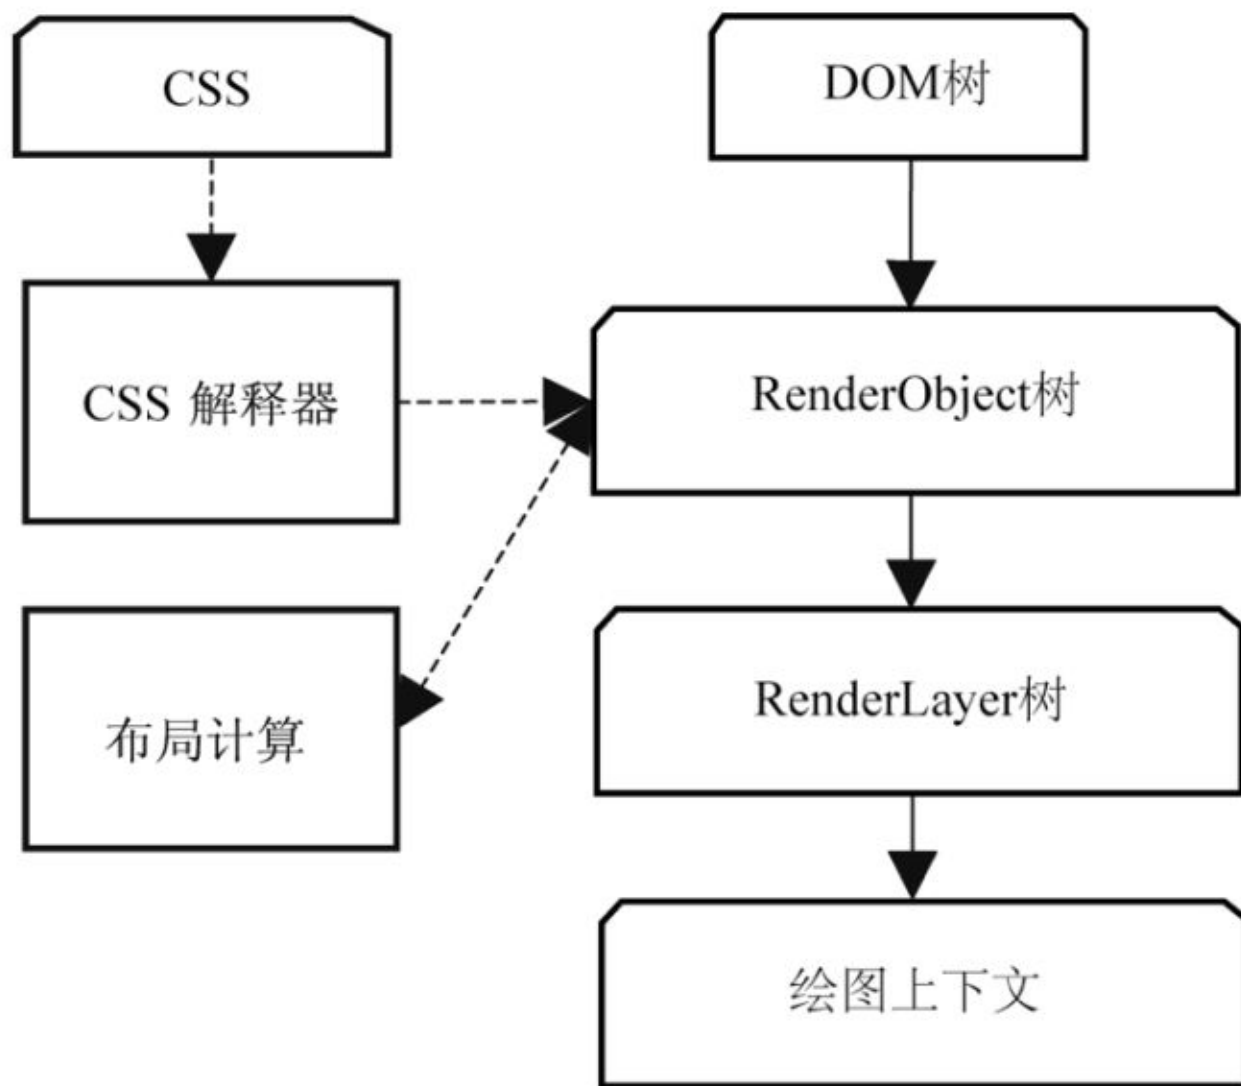 CSS
DOM树
CSS 解释器
RenderObject树
布局计算
RenderLayer树
绘图上下文